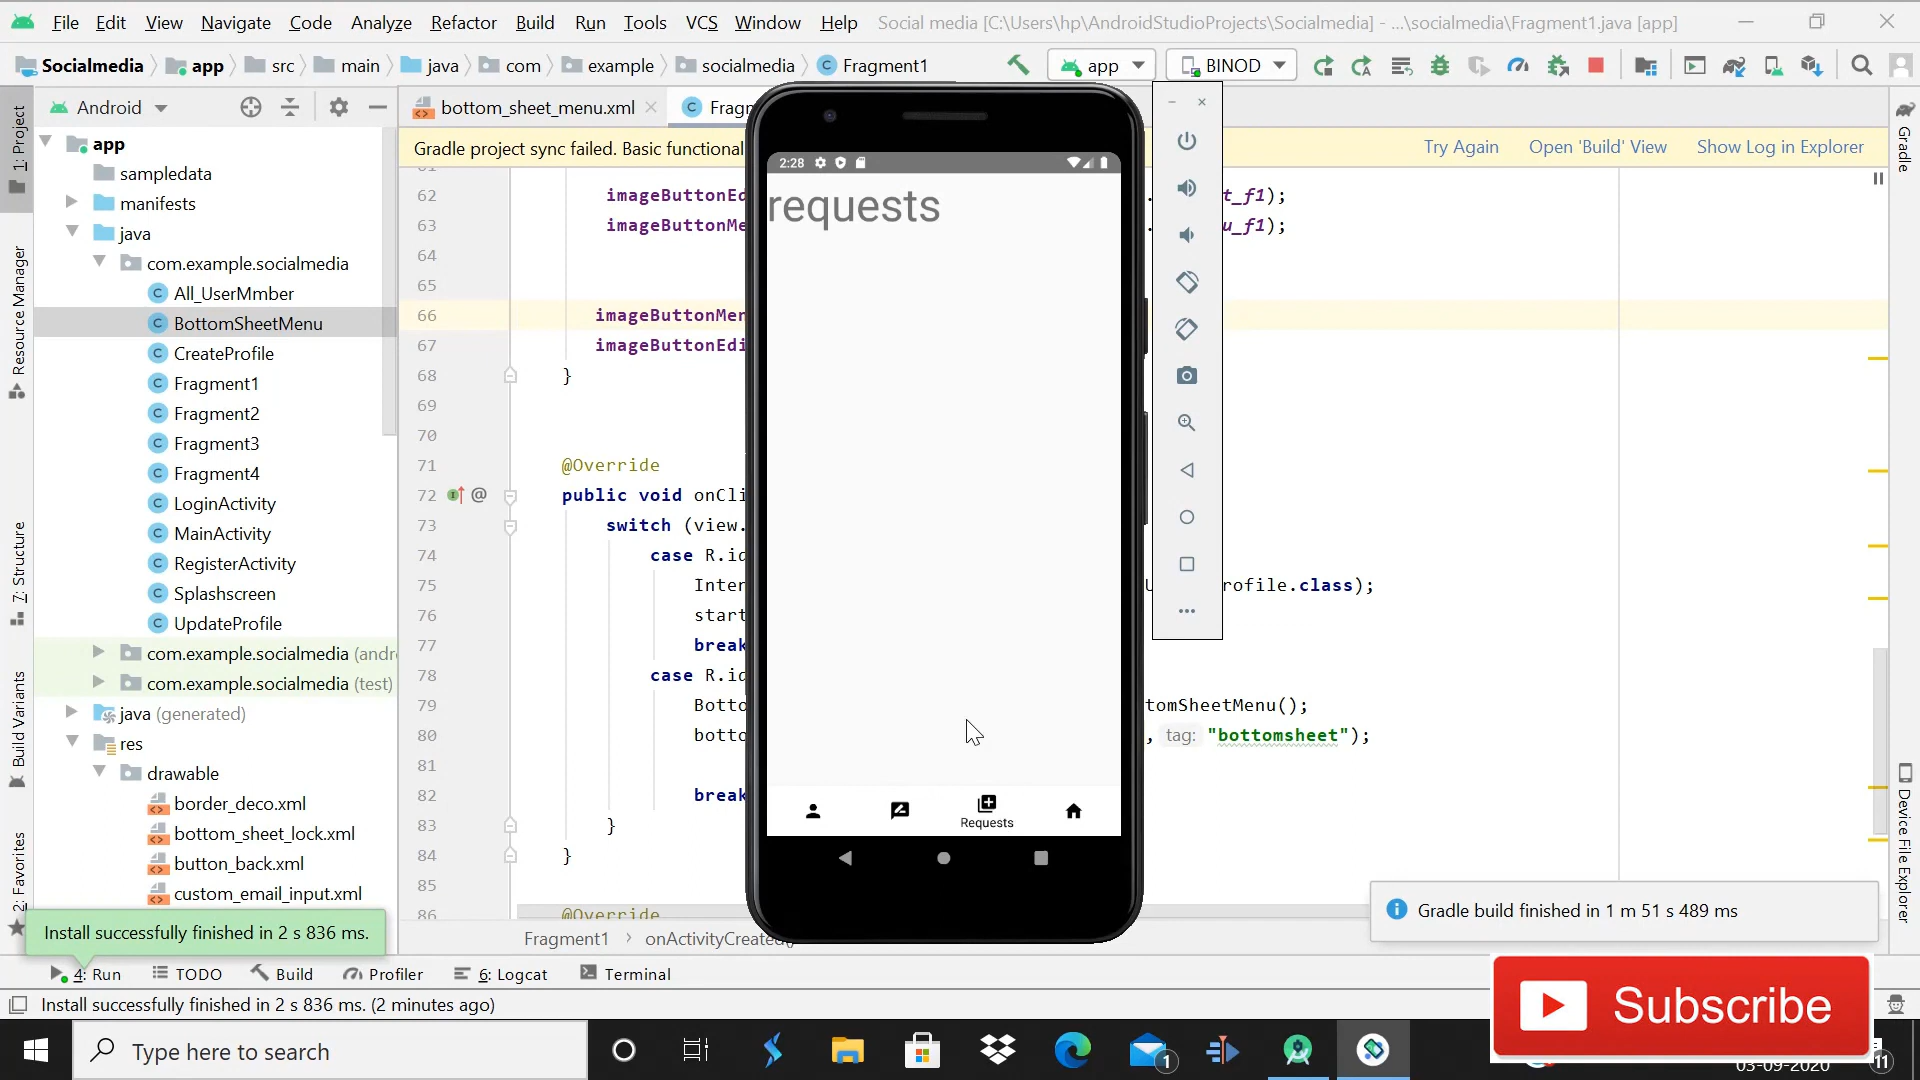 File Edit View Navigate Code Analyze Refactor Build Run Tools VCS Window Help Social media [C:\Users\hp\AndroidStudioProjects\Socialmedia] - ...\socialmedia\Fragment1.java [app]
Socialmedia app src main java com example socialmedia Fragment1 app BINOD
Android bottom_sheet_menu.xml Frag
Gradle project sync failed. Basic functional Try Again Open 'Build' View Show Log in Explorer
1: Project
Resource Manager
7: Structure
Build Variants
2: Favorites
Gradle
Device File Explorer
app
sampledata
manifests
java
com.example.socialmedia
All_UserMmber
BottomSheetMenu
CreateProfile
Fragment1
Fragment2
Fragment3
Fragment4
LoginActivity
MainActivity
RegisterActivity
Splashscreen
UpdateProfile
com.example.socialmedia (andr
com.example.socialmedia (test)
java (generated)
res
drawable
border_deco.xml
bottom_sheet_lock.xml
button_back.xml
custom_email_input.xml
62 imageButtonEd t_f1);
63 imageButtonMe u_f1);
64
65
66 imageButtonMen
67 imageButtonEdi
68 }
69
70
71 @Override
72 @ public void onCli
73 switch (view.
74 case R.id
75 Inten rofile.class);
76 start
77 break
78 case R.id
79 Botto tomSheetMenu();
80 botto , tag: "bottomsheet");
81
82 break
83 }
84 }
85
86 @Override
2:28
requests
Requests
Fragment1 › onActivityCreated()
Install successfully finished in 2 s 836 ms.
Gradle build finished in 1 m 51 s 489 ms
4: Run TODO Build Profiler 6: Logcat Terminal
Install successfully finished in 2 s 836 ms. (2 minutes ago)
Subscribe
Type here to search
1
03-09-2020
11